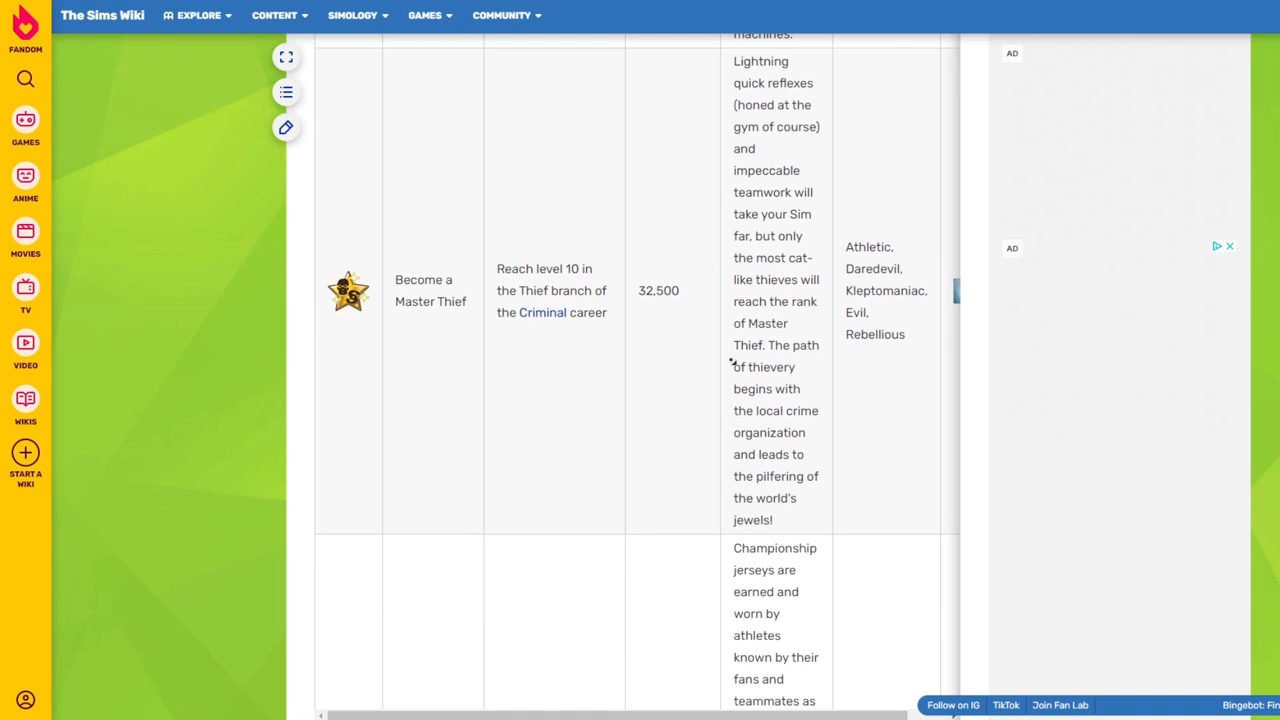 The Sims Wiki
EXPLORE
CONTENT
SIMOLOGY
GAMES
COMMUNITY
FANDOM
GAMES
ANIME
MOVIES
TV
VIDEO
WIKIS
START A
WIKI
machines.
Become a
Master Thief
Reach level 10 in
the Thief branch of
the Criminal career
32,500
Lightning
quick reflexes
(honed at the
gym of course)
and
impeccable
teamwork will
take your Sim
far, but only
the most cat-
like thieves will
reach the rank
of Master
Thief. The path
of thievery
begins with
the local crime
organization
and leads to
the pilfering of
the world's
jewels!
Athletic,
Daredevil,
Kleptomaniac,
Evil,
Rebellious
Championship
jerseys are
earned and
worn by
athletes
known by their
fans and
teammates as
AD
AD
Follow on IG
TikTok
Join Fan Lab
Bingebot: Fin